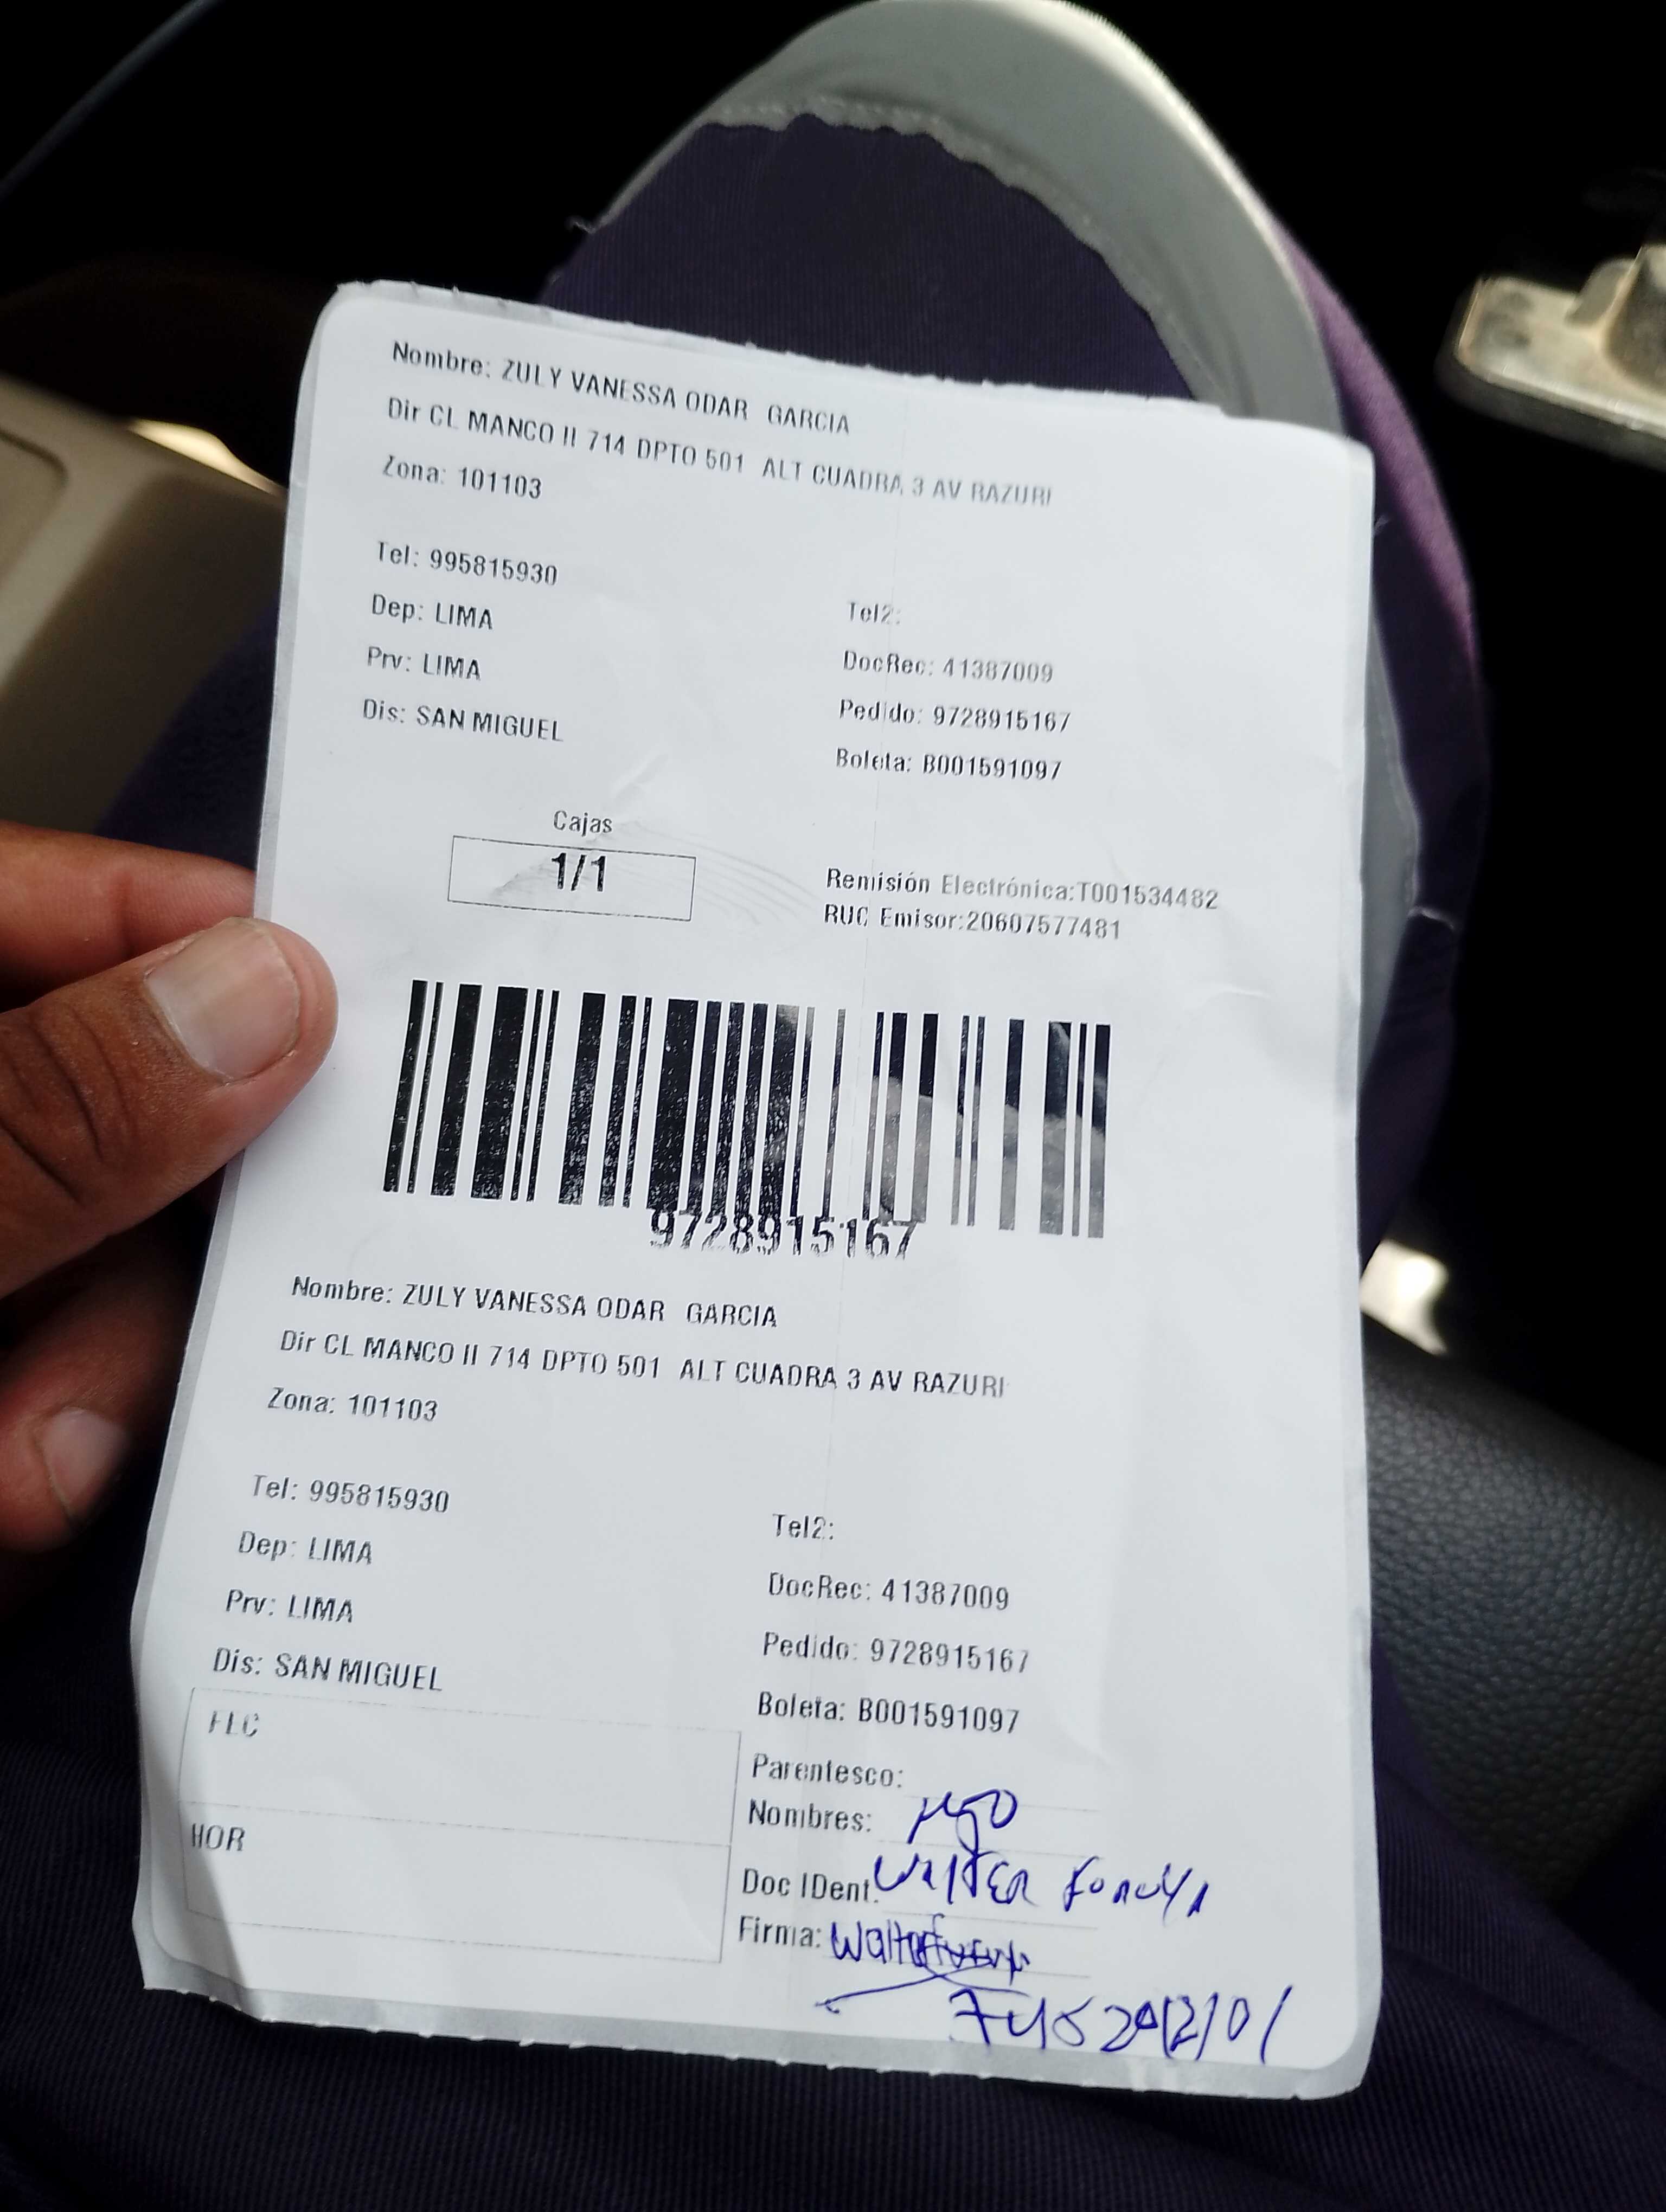 Nombre: ZULY VANESSA ODAR GARCIA
Dir CL MANCO II 714 DPTO 501 ALT CUADRA 3 AV RAZURI
Zona: 101103
Tel: 995815930
Tel2:
Dep: LIMA
DocRec: 41387009
Prv: LIMA
Pedido: 9728915167
Dis: SAN MIGUEL
Boleta: B001591097
Cajas
1/1
Remisión Electrónica:T001534482
RUC Emisor:20607577481
9728915167
Nombre: ZULY VANESSA ODAR GARCIA
Dir CL MANCO II 714 DPTO 501 ALT CUADRA 3 AV RAZURI
Zona: 101103
Tel: 995815930
Tel2:
Dep: LIMA
DocRec: 41387009
Prv: LIMA
Pedido: 9728915167
Dis: SAN MIGUEL
Boleta: B001591097
FLC
Parentesco:
Nombres:
HOR
Doc IDent: WALTER
Firma: